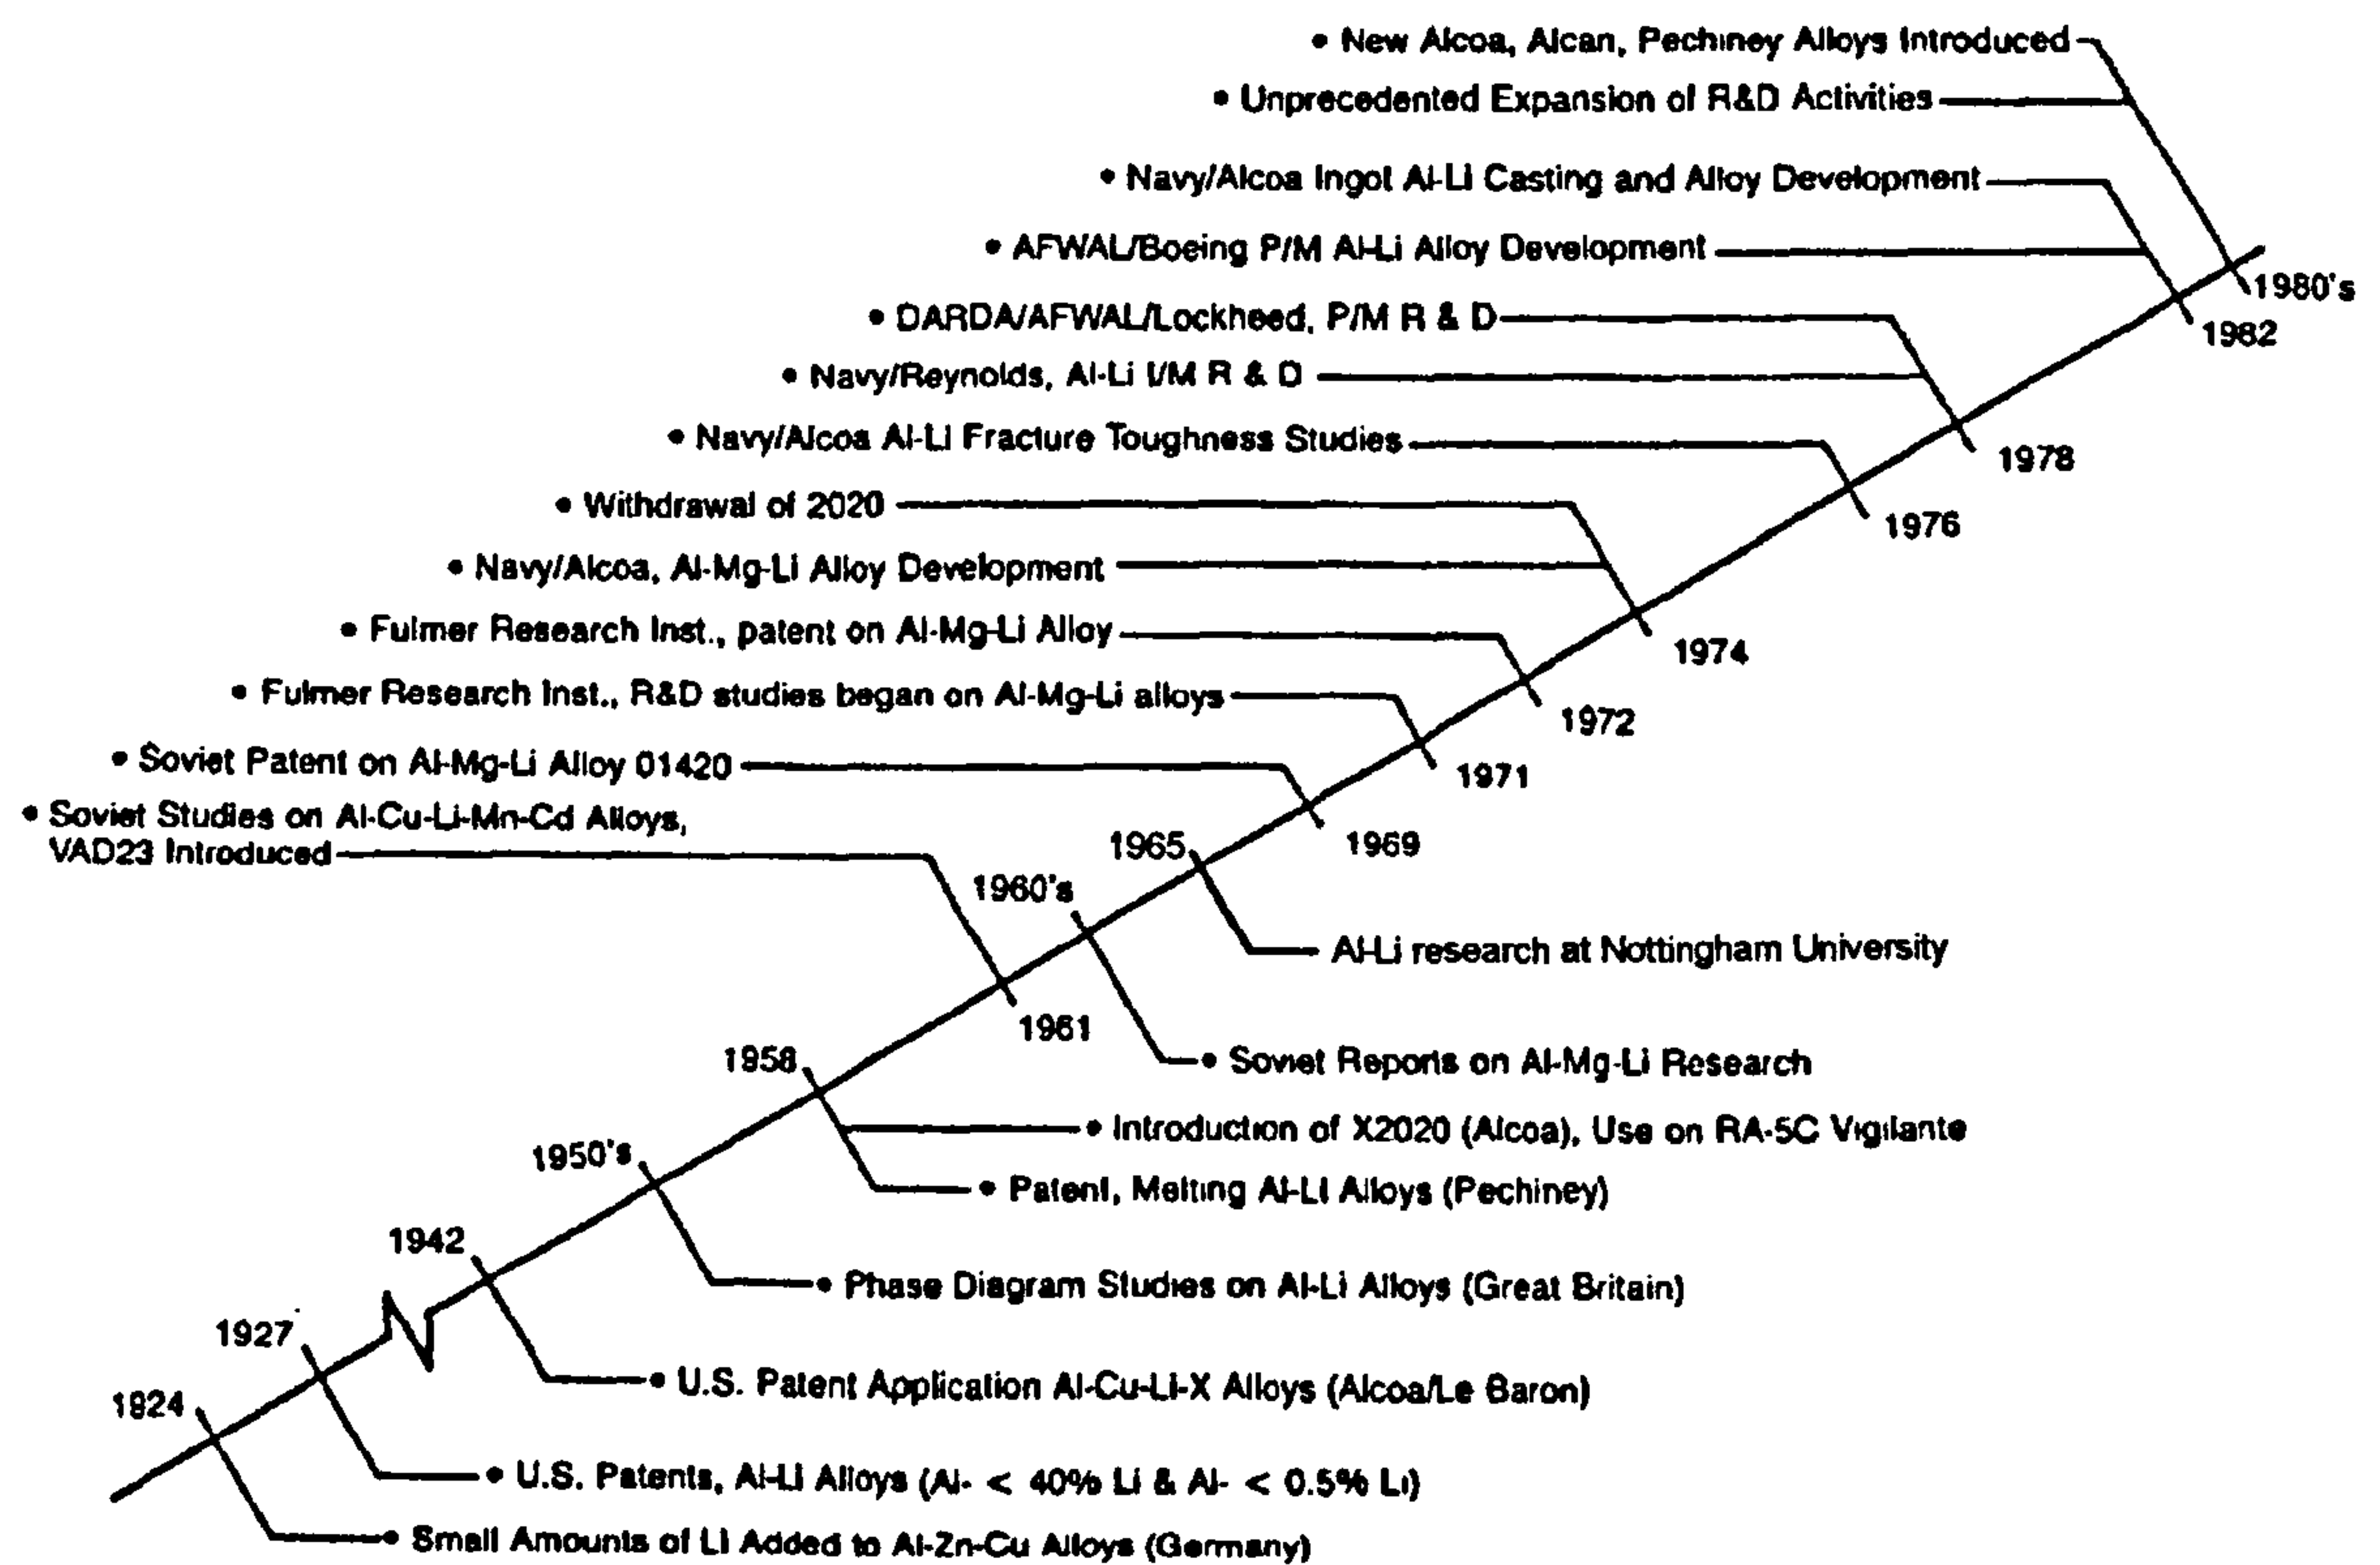 • New Alcoa, Alcan, Pechiney Alloys Introduced
• Unprecedented Expansion of R&D Activities
• Navy/Alcoa Ingot Al-Li Casting and Alloy Development
• AFWAL/Boeing P/M Al-Li Alloy Development
1980's
1982
• DARDA/AFWAL/Lockheed, P/M R & D
• Navy/Reynolds, Al-Li I/M R & D
1978
• Navy/Alcoa Al-Li Fracture Toughness Studies
1976
• Withdrawal of 2020
• Navy/Alcoa, Al-Mg-Li Alloy Development
1974
• Fulmer Research Inst., patent on Al-Mg-Li Alloy
1972
• Fulmer Research Inst., R&D studies began on Al-Mg-Li alloys
1971
• Soviet Patent on Al-Mg-Li Alloy 01420
1969
• Soviet Studies on Al-Cu-Li-Mn-Cd Alloys,
VAD23 Introduced
1961
1965
Al-Li research at Nottingham University
1960's
• Soviet Reports on Al-Mg-Li Research
1958
• Introduction of X2020 (Alcoa), Use on RA-5C Vigilante
• Patent, Melting Al-Li Alloys (Pechiney)
1950's
• Phase Diagram Studies on Al-Li Alloys (Great Britain)
1942
• U.S. Patent Application Al-Cu-Li-X Alloys (Alcoa/Le Baron)
1927
• U.S. Patents, Al-Li Alloys (Al- < 40% Li & Al- < 0.5% Li)
1924
• Small Amounts of Li Added to Al-Zn-Cu Alloys (Germany)